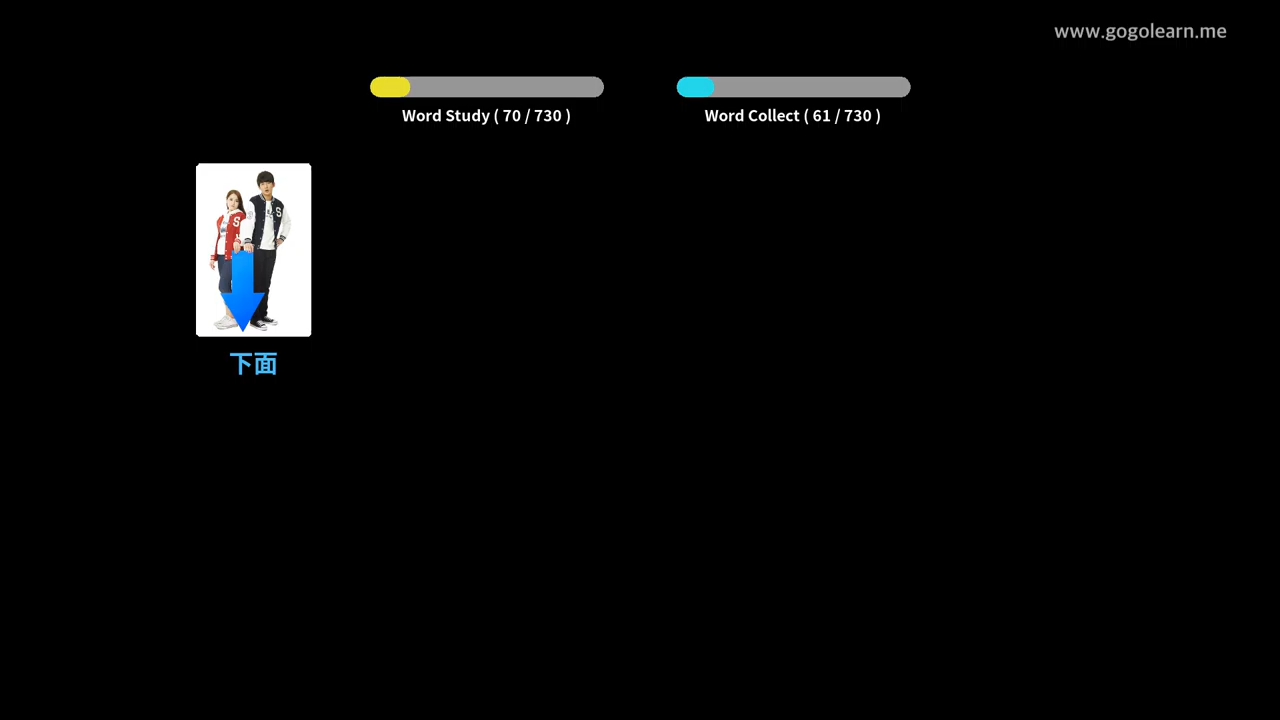 www.gogolearn.me
Word Study ( 70 / 730 )
Word Collect ( 61 / 730 )
S
S
下面